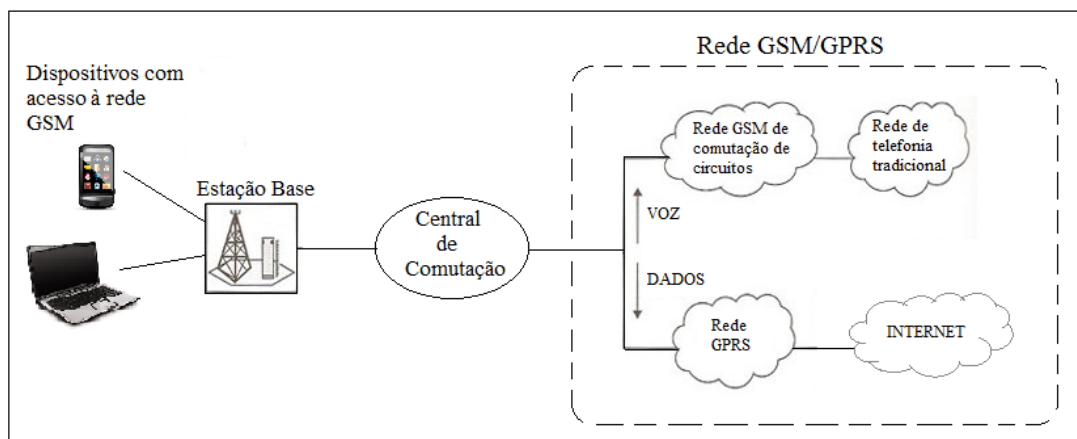 Rede GSM/GPRS
Dispositivos com
acesso à rede
GSM
Estação Base
Central
de
Comutação
Rede GSM de
comutação de
circuitos
Rede de
telefonia
tradicional
VOZ
DADOS
Rede
GPRS
INTERNET